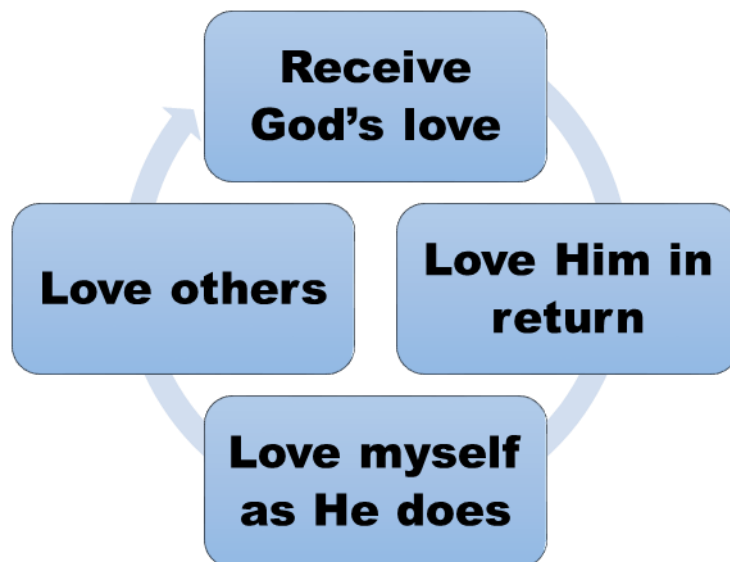 Receive
God’s love
Love Him in
return
Love myself
as He does
Love others